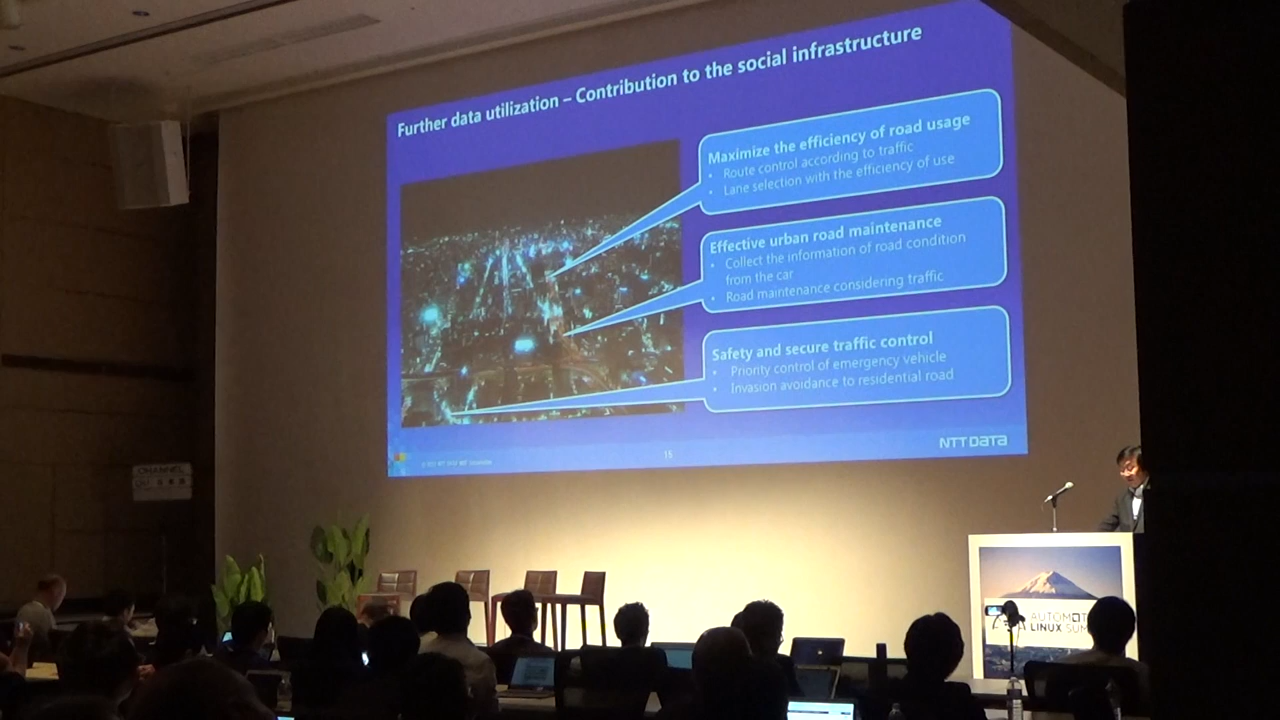 Further data utilization – Contribution to the social infrastructure
Maximize the efficiency of road usage
• Route control according to traffic
• Lane selection with the efficiency of use
Effective urban road maintenance
• Collect the information of road condition
from the car
• Road maintenance considering traffic
Safety and secure traffic control
• Priority control of emergency vehicle
• Invasion avoidance to residential road
NTT DATA
15
CHANNEL
AUTOMOT
LINUX SUM